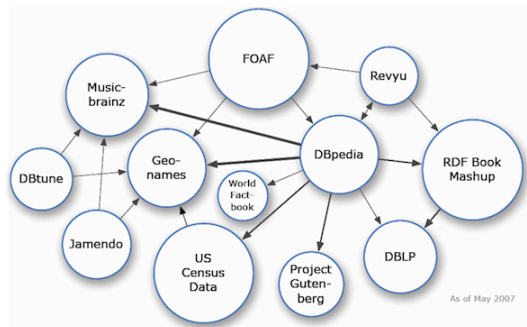 FOAF
Music-
brainz
Revyu
DBtune
Geo-
names
DBpedia
RDF Book
Mashup
World
Fact-
book
Jamendo
US
Census
Data
Project
Guten-
berg
DBLP
As of May 2007